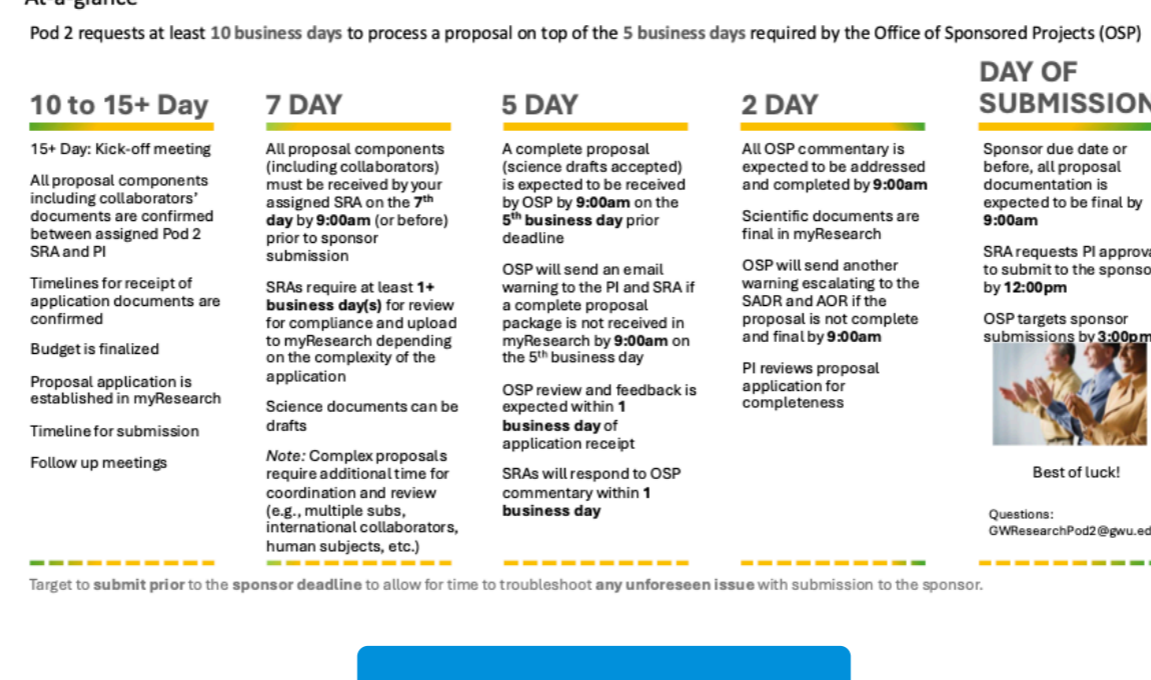 At-a-glance
Pod 2 requests at least 10 business days to process a proposal on top of the 5 business days required by the Office of Sponsored Projects (OSP)
10 to 15+ Day
15+ Day: Kick-off meeting
All proposal components
including collaborators'
documents are confirmed
between assigned Pod 2
SRA and PI
Timelines for receipt of
application documents are
confirmed
Budget is finalized
Proposal application is
established in myResearch
Timeline for submission
Follow up meetings
7 DAY
All proposal components
(including collaborators)
must be received by your
assigned SRA on the 7th
day by 9:00am (or before)
prior to sponsor
submission
SRAs require at least 1+
business day(s) for review
for compliance and upload
to myResearch depending
on the complexity of the
application
Science documents can be
drafts
Note: Complex proposals
require additional time for
coordination and review
(e.g., multiple subs,
international collaborators,
human subjects, etc.)
5 DAY
A complete proposal
(science drafts accepted)
is expected to be received
by OSP by 9:00am on the
5th business day prior
deadline
OSP will send an email
warning to the PI and SRA if
a complete proposal
package is not received in
myResearch by 9:00am on
the 5th business day
OSP review and feedback is
expected within 1
business day of
application receipt
SRAs will respond to OSP
commentary within 1
business day
2 DAY
All OSP commentary is
expected to be addressed
and completed by 9:00am
Scientific documents are
final in myResearch
OSP will send another
warning escalating to the
SADR and AOR if the
proposal is not complete
and final by 9:00am
PI reviews proposal
application for
completeness
DAY OF
SUBMISSION
Sponsor due date or
before, all proposal
documentation is
expected to be final by
9:00am
SRA requests PI approva
to submit to the sponso
by 12:00pm
OSP targets sponsor
submissions by 3:00pm
Best of luck!
Questions:
GWResearchPod2@gwu.ed
Target to submit prior to the sponsor deadline to allow for time to troubleshoot any unforeseen issue with submission to the sponsor.